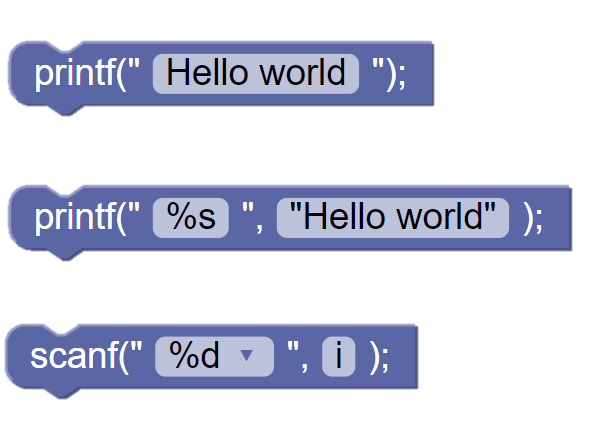 printf(" Hello world ");
printf(" %s ", "Hello world" );
scanf(" %d ▼ ", i );